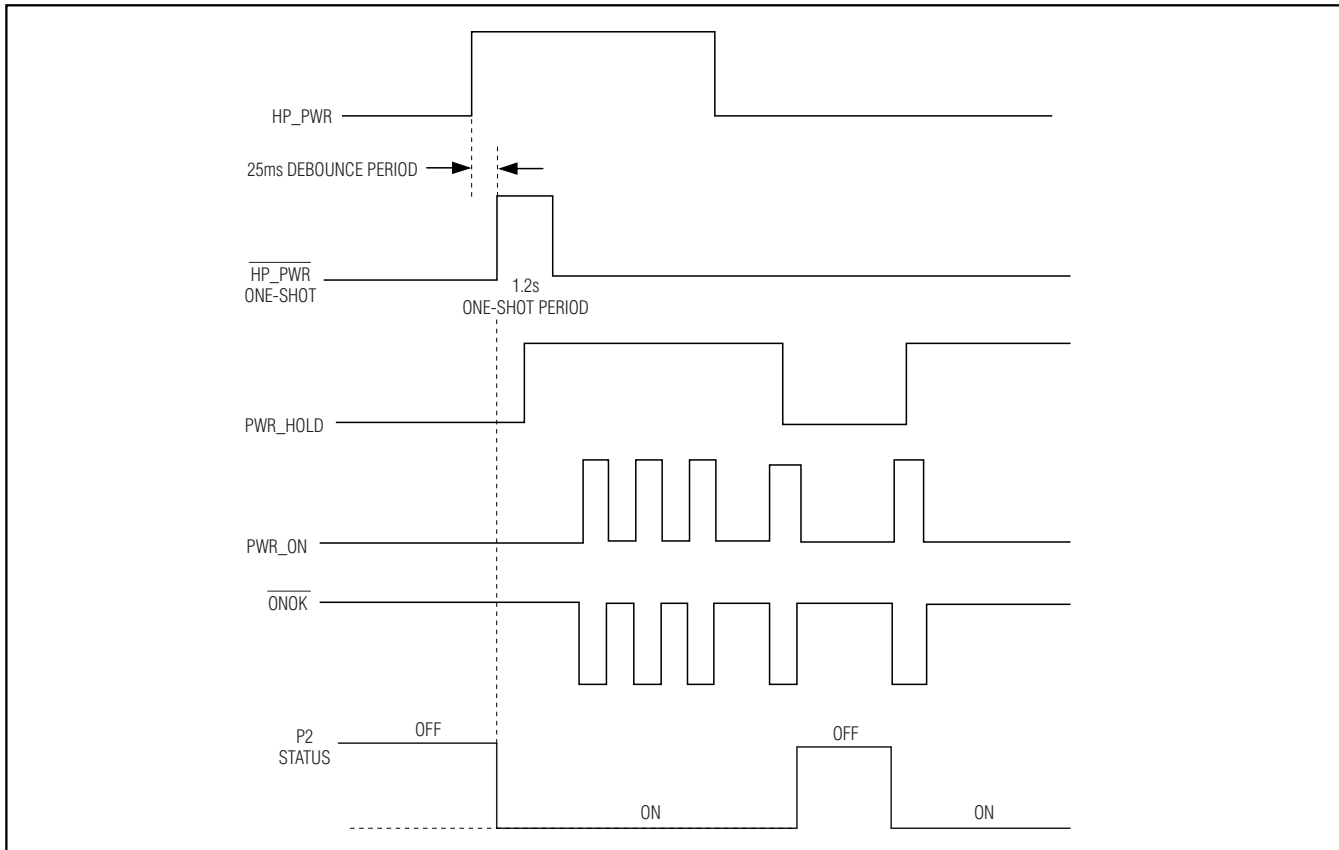 HP_PWR
25ms DEBOUNCE PERIOD
HP_PWR
ONE-SHOT
1.2s
ONE-SHOT PERIOD
PWR_HOLD
PWR_ON
ONOK
P2
STATUS
OFF
OFF
ON
ON